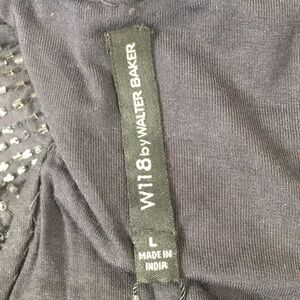 W118 by WALTER BAKER
L
MADE IN
INDIA